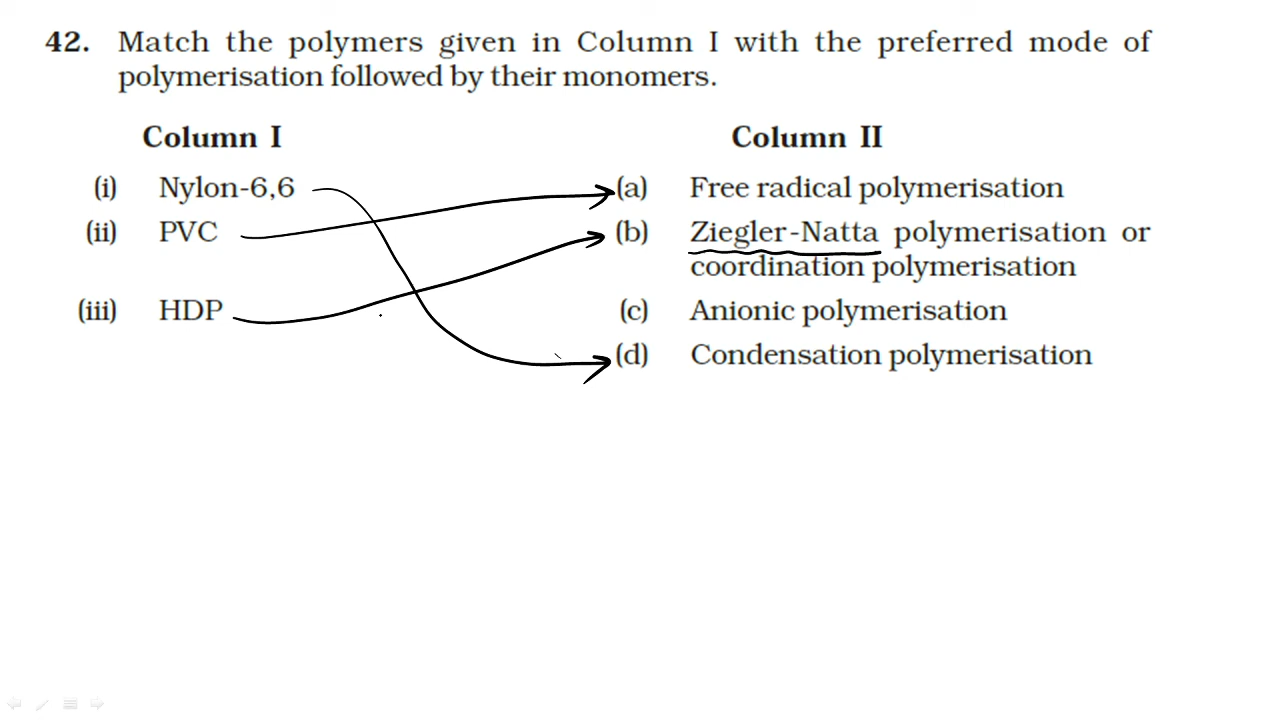 42. Match the polymers given in Column I with the preferred mode of
polymerisation followed by their monomers.
Column I Column II
(i) Nylon-6,6 (a) Free radical polymerisation
(ii) PVC (b) Ziegler-Natta polymerisation or
coordination polymerisation
(iii) HDP (c) Anionic polymerisation
(d) Condensation polymerisation